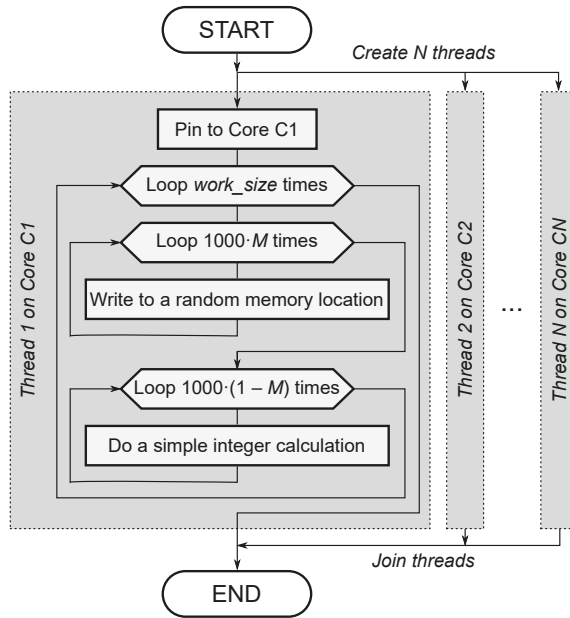 START
Create N threads
Pin to Core C1
Loop work_size times
Loop 1000·M times
Write to a random memory location
Loop 1000·(1 – M) times
Do a simple integer calculation
Thread 1 on Core C1
Thread 2 on Core C2
...
Thread N on Core CN
Join threads
END